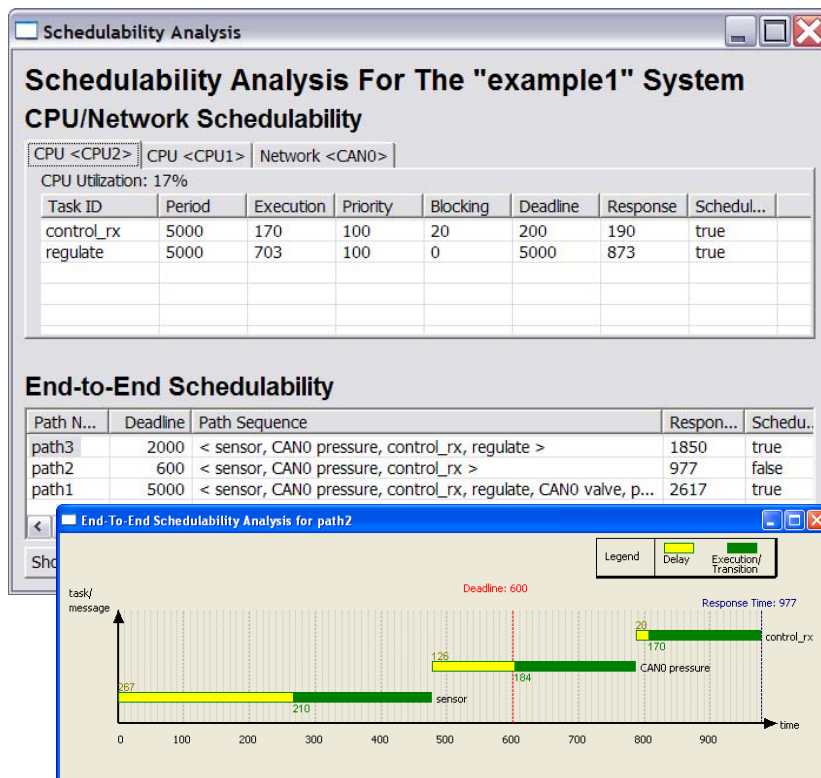 Schedulability Analysis
Schedulability Analysis For The "example1" System
CPU/Network Schedulability
CPU <CPU2> CPU <CPU1> Network <CAN0>
CPU Utilization: 17%
Task ID Period Execution Priority Blocking Deadline Response Schedul...
control_rx 5000 170 100 20 200 190 true
regulate 5000 703 100 0 5000 873 true
End-to-End Schedulability
Path N... Deadline Path Sequence Respon... Schedu..
path3 2000 < sensor, CAN0 pressure, control_rx, regulate > 1850 true
path2 600 < sensor, CAN0 pressure, control_rx > 977 false
path1 5000 < sensor, CAN0 pressure, control_rx, regulate, CAN0 valve, p... 2617 true
Sho
End-To-End Schedulability Analysis for path2
Legend Delay Execution/
Transition
task/
message
Deadline: 600
Response Time: 977
20
170 control_rx
126
184 CAN0 pressure
267
210 sensor
time
0 100 200 300 400 500 600 700 800 900